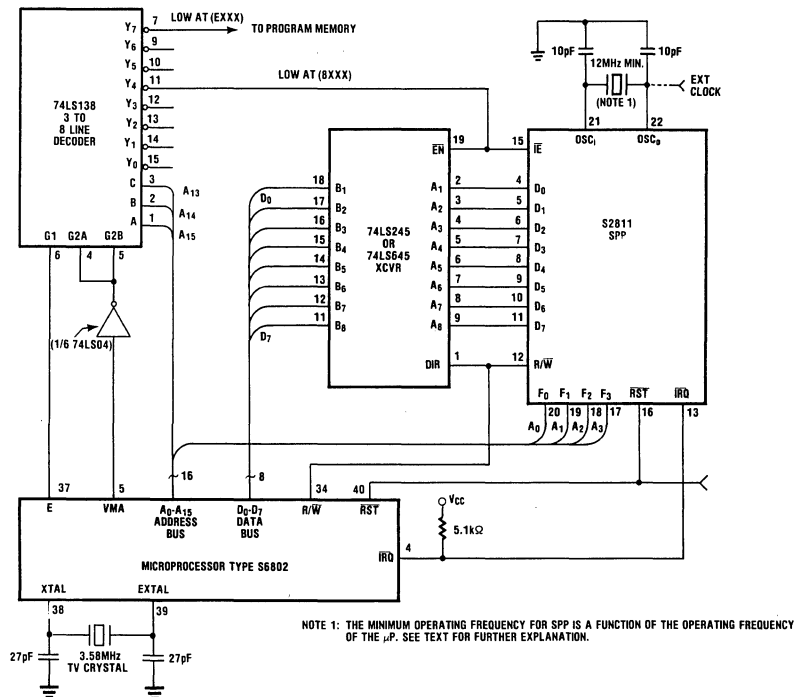 Y7 7 LOW AT (EXXX) TO PROGRAM MEMORY
Y6 9
Y5 10
Y4 11 LOW AT (8XXX)
Y3 12
Y2 13
Y1 14
Y0 15
74LS138
3 TO
8 LINE
DECODER
C 3 A13
B 2 A14
A 1 A15
G1 G2A G2B
6 4 5
(1/6 74LS04)
10pF 10pF
12MHz MIN.
(NOTE 1)
EXT
CLOCK
21 22
OSCi OSCo
19 15
E̅N̅ I̅E̅
18 B1 A1 2 4 D0
17 B2 A2 3 5 D1
16 B3 A3 4 6 D2
15 B4 A4 5 7 D3
14 B5 A5 6 8 D4
13 B6 A6 7 9 D5
12 B7 A7 8 10 D6
11 B8 A8 9 11 D7
D0
D7
74LS245
OR
74LS645
XCVR
S2811
SPP
DIR 1 12 R/W̅
F0 F1 F2 F3 R̅S̅T̅ I̅R̅Q̅
20 19 18 17 16 13
A0 A1 A2 A3
37 5 16 8 34 40
E VMA A0-A15 D0-D7 R/W̅ R̅S̅T̅
ADDRESS DATA
BUS BUS
VCC
5.1kΩ
I̅R̅Q̅ 4
MICROPROCESSOR TYPE S6802
XTAL EXTAL
38 39
27pF 3.58MHz 27pF
TV CRYSTAL
NOTE 1: THE MINIMUM OPERATING FREQUENCY FOR SPP IS A FUNCTION OF THE OPERATING FREQUENCY
OF THE µP. SEE TEXT FOR FURTHER EXPLANATION.